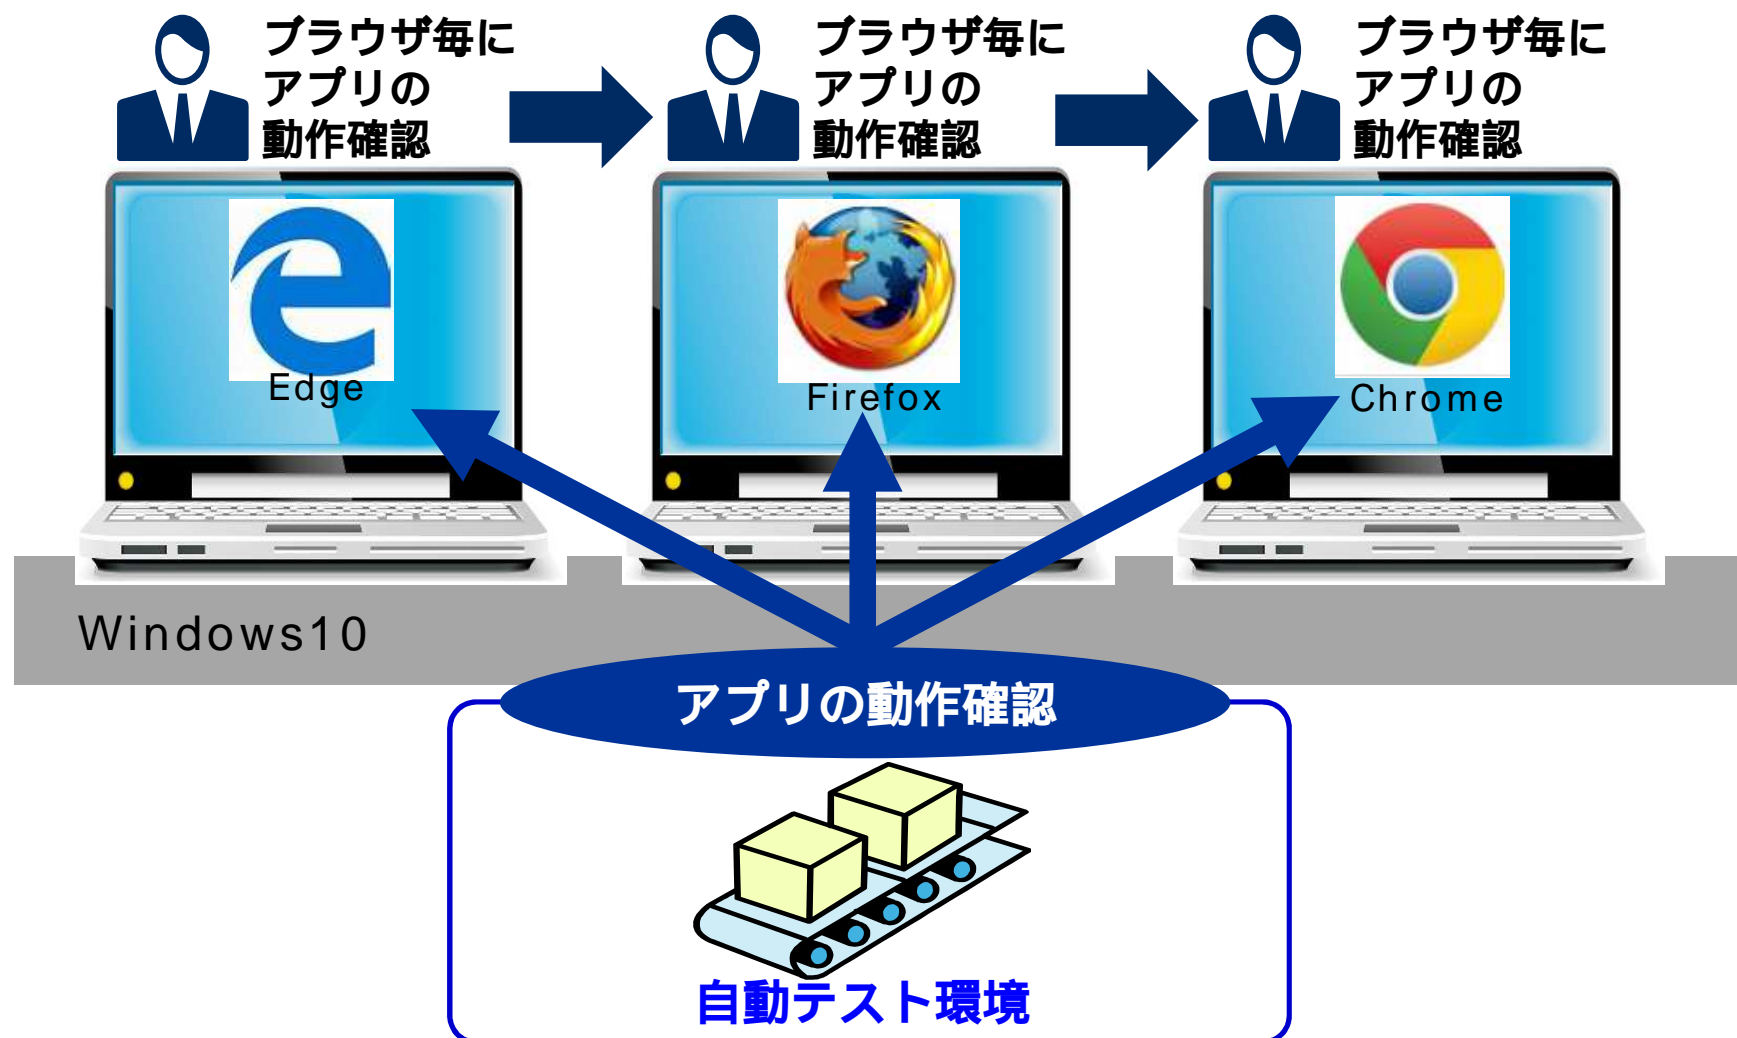 ブラウザ毎に
アプリの
動作確認
ブラウザ毎に
アプリの
動作確認
ブラウザ毎に
アプリの
動作確認
Edge
Firefox
Chrome
Windows10
アプリの動作確認
自動テスト環境